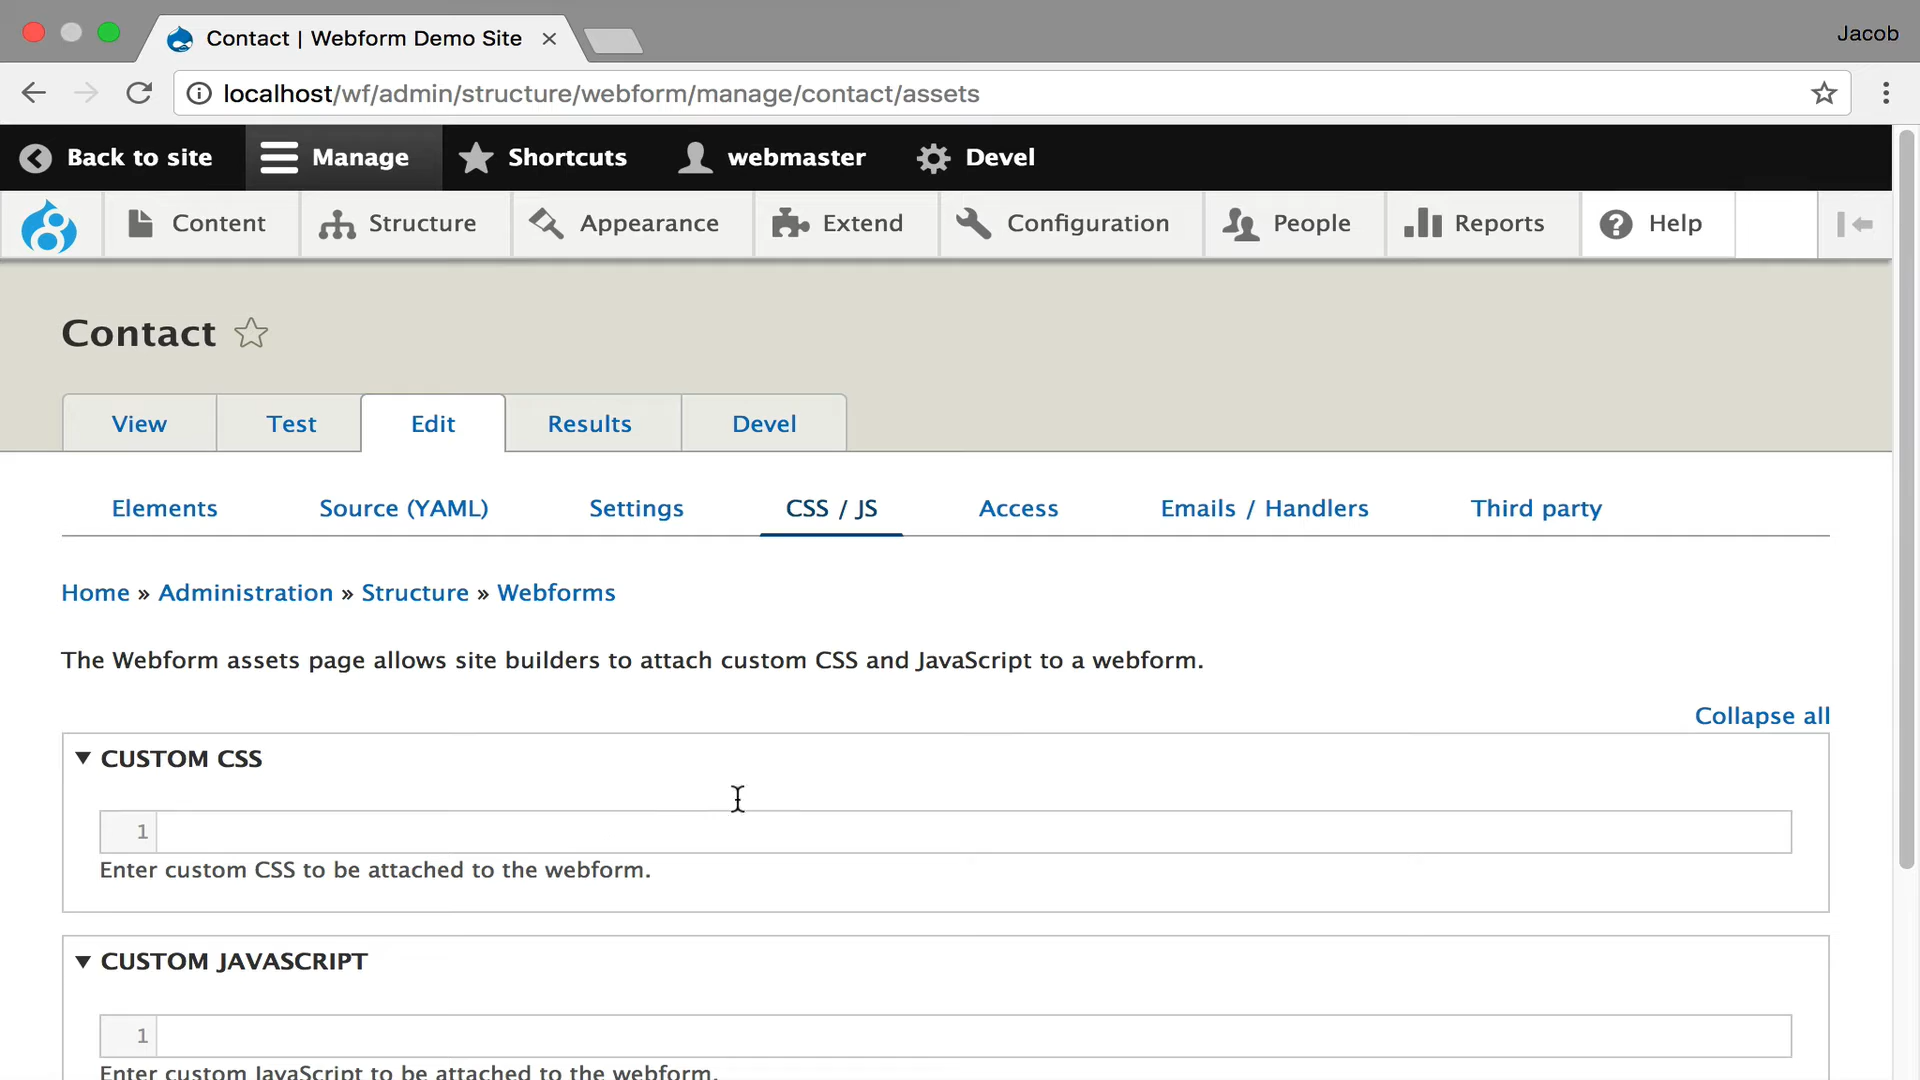 Contact | Webform Demo Site
Jacob
localhost/wf/admin/structure/webform/manage/contact/assets
Back to site Manage Shortcuts webmaster Devel
Content Structure Appearance Extend Configuration People Reports Help
Contact
View Test Edit Results Devel
Elements Source (YAML) Settings CSS / JS Access Emails / Handlers Third party
Home » Administration » Structure » Webforms
The Webform assets page allows site builders to attach custom CSS and JavaScript to a webform.
Collapse all
CUSTOM CSS
1
Enter custom CSS to be attached to the webform.
CUSTOM JAVASCRIPT
1
Enter custom JavaScript to be attached to the webform.